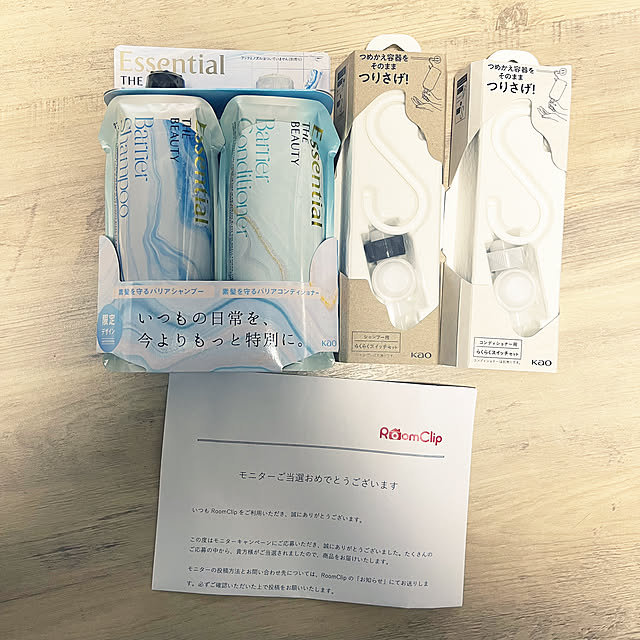 Essential
THE
Essential
THE
BEAUTY
Barrier
Shampoo
Essential
THE
BEAUTY
Barrier
Conditioner
素髪を守るバリアシャンプー
素髪を守るバリアコンディショナー
限定
デザイン
いつもの日常を、
今よりもっと特別に。
KaO
つめかえ容器を
そのまま
つりさげ!
シャンプー用
らくらくスイッチセット
KaO
つめかえ容器を
そのまま
つりさげ!
コンディショナー用
らくらくスイッチセット
KaO
RoomClip
モニターご当選おめでとうございます
いつも RoomClip をご利用いただき、誠にありがとうございます。
この度はモニターキャンペーンにご応募いただき、誠にありがとうございました。たくさんの
ご応募の中から、貴方様がご当選されましたので、商品をお届けいたします。
モニターの投稿方法とお問い合わせ先については、RoomClip の「お知らせ」にてお送りしま
す。必ずご確認いただいた上で投稿をお願いいたします。